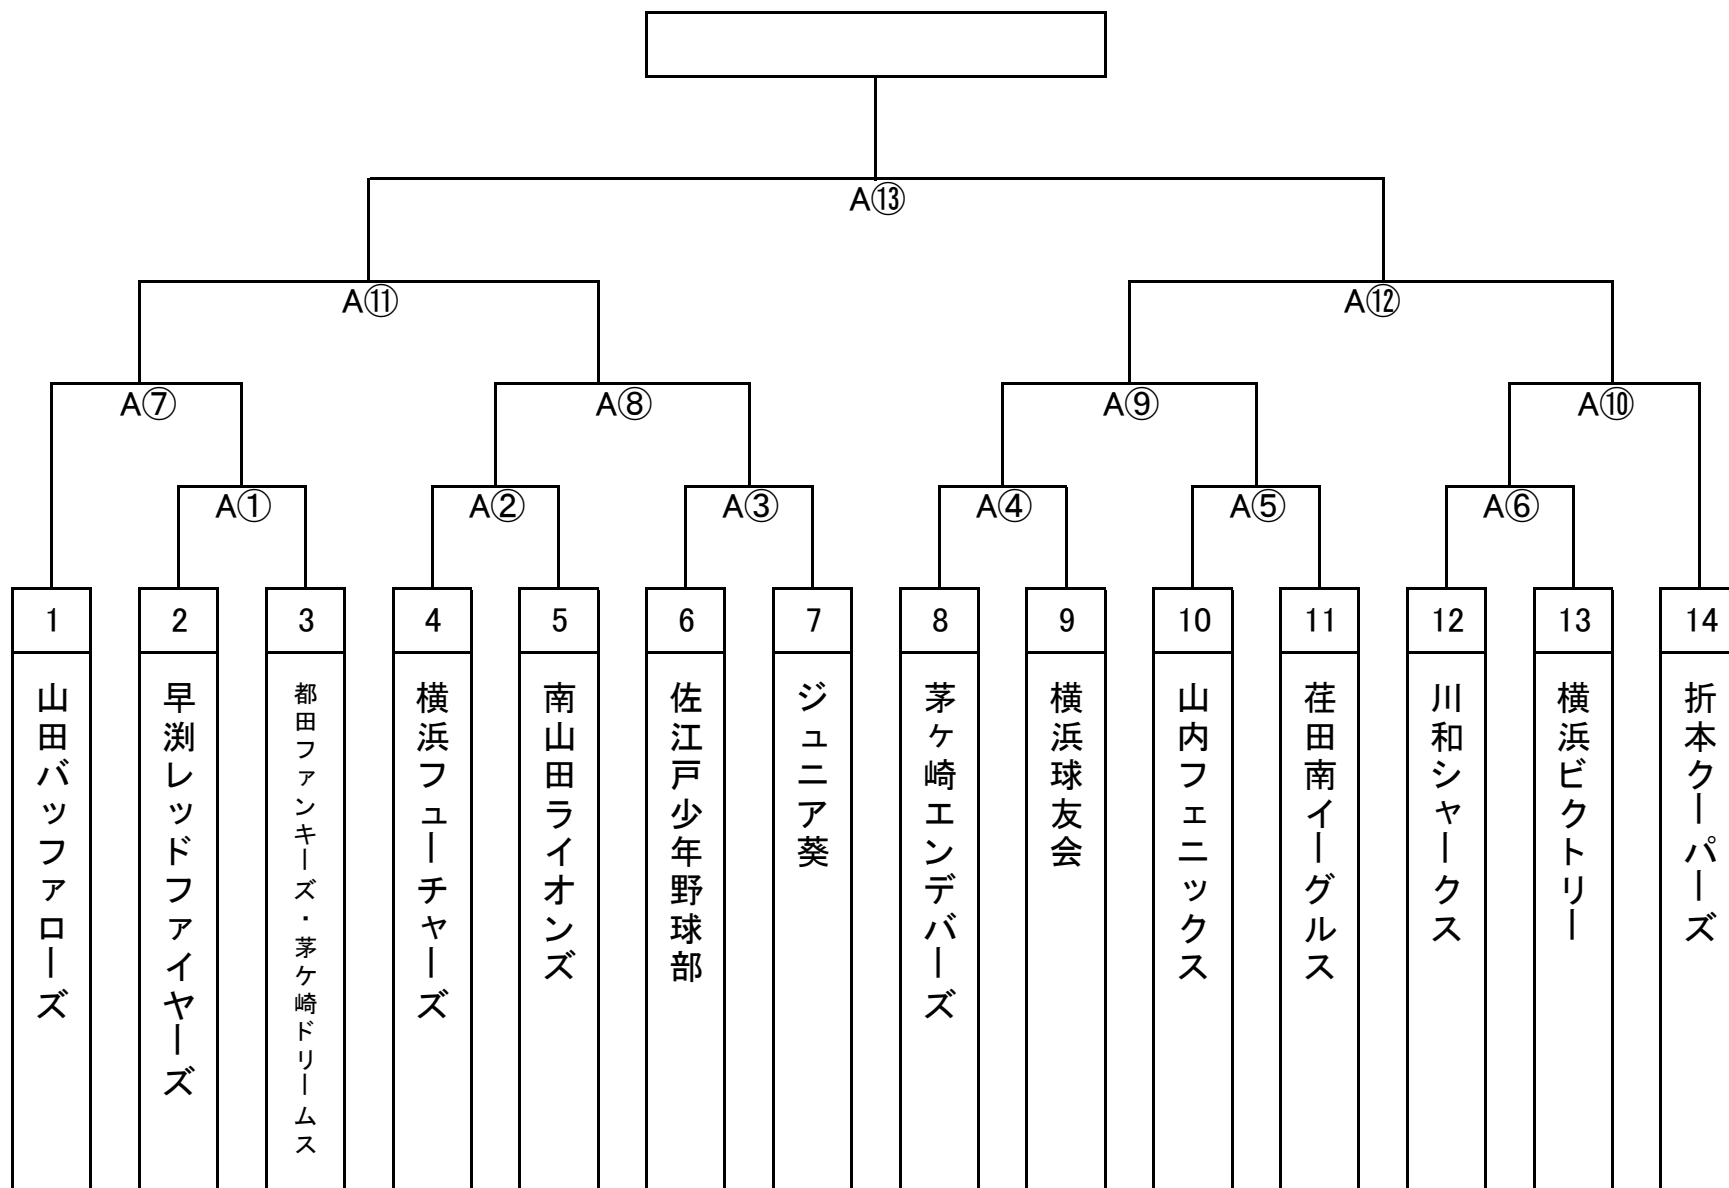 A⑬
A⑪
A⑫
A⑦
A⑧
A⑨
A⑩
A①
A②
A③
A④
A⑤
A⑥
1
2
3
4
5
6
7
8
9
10
11
12
13
14
山田バッファローズ
早渕レッドファイヤーズ
都田ファンキーズ・茅ケ崎ドリームス
横浜フューチャーズ
南山田ライオンズ
佐江戸少年野球部
ジュニア葵
茅ヶ崎エンデバーズ
横浜球友会
山内フェニックス
荏田南イーグルス
川和シャークス
横浜ビクトリー
折本クーパーズ